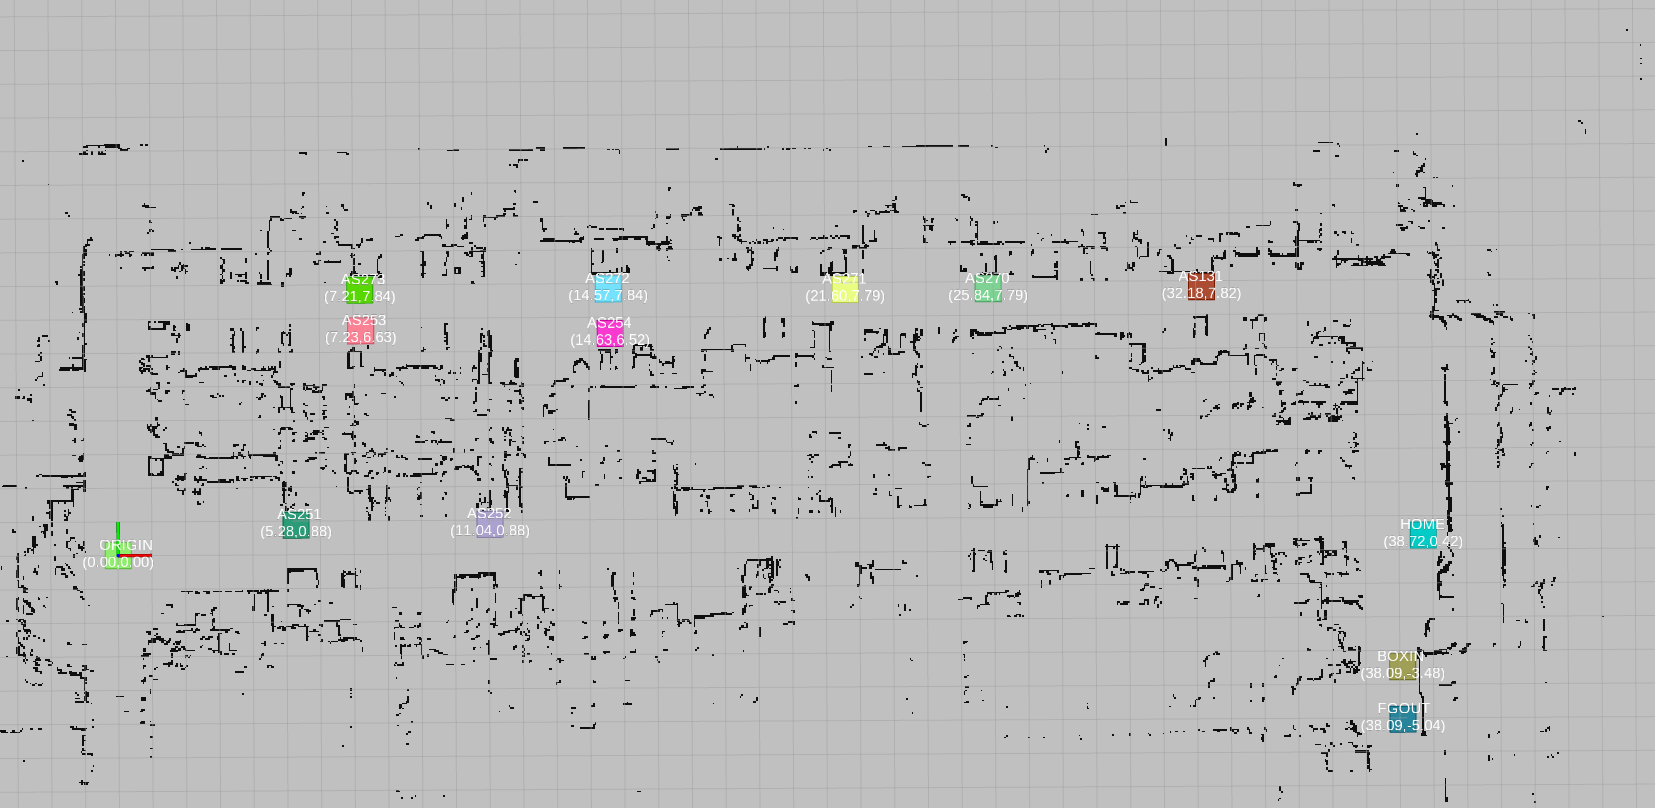 AS273
(7.21,7.84)
AS272
(14.57,7.84)
AS271
(21.60,7.79)
AS270
(25.84,7.79)
AS131
(32.18,7.82)
AS253
(7.23,6.63)
AS254
(14.63,6.52)
AS251
(5.28,0.88)
AS252
(11.04,0.88)
HOME
(38.72,0.42)
ORIGIN
(0.00,0.00)
BOXIN
(38.09,-3.48)
FGOUT
(38.09,-5.04)